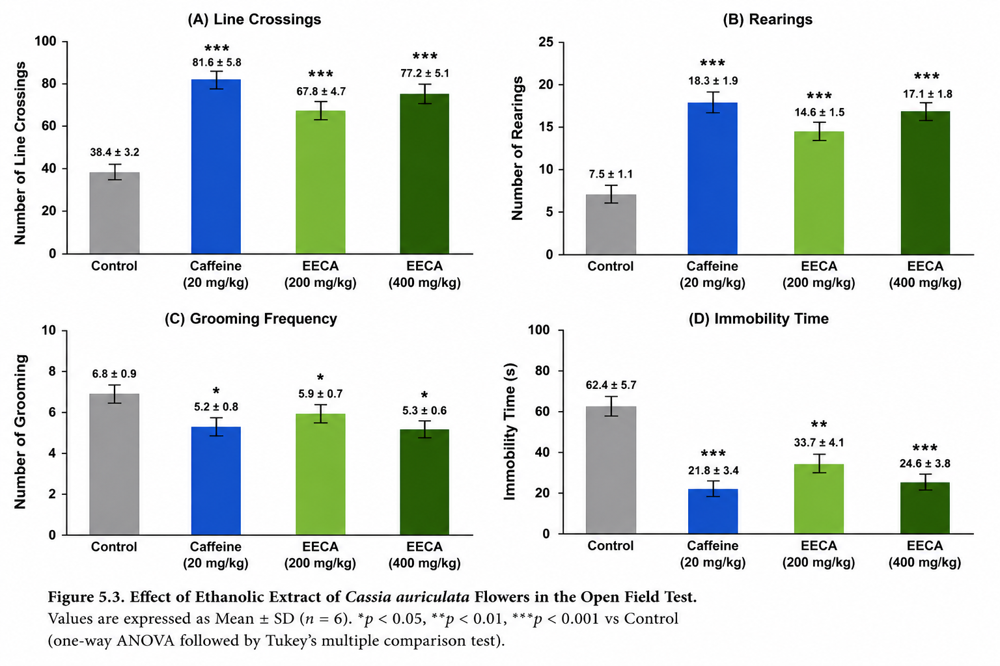 (A) Line Crossings
Number of Line Crossings
100
80
60
40
20
0
38.4 ± 3.2
***
81.6 ± 5.8
***
67.8 ± 4.7
***
77.2 ± 5.1
Control
Caffeine
(20 mg/kg)
EECA
(200 mg/kg)
EECA
(400 mg/kg)
(B) Rearings
Number of Rearings
25
20
15
10
5
0
7.5 ± 1.1
***
18.3 ± 1.9
***
14.6 ± 1.5
***
17.1 ± 1.8
Control
Caffeine
(20 mg/kg)
EECA
(200 mg/kg)
EECA
(400 mg/kg)
(C) Grooming Frequency
Number of Grooming
10
8
6
4
2
0
6.8 ± 0.9
*
5.2 ± 0.8
*
5.9 ± 0.7
*
5.3 ± 0.6
Control
Caffeine
(20 mg/kg)
EECA
(200 mg/kg)
EECA
(400 mg/kg)
(D) Immobility Time
Immobility Time (s)
100
80
60
40
20
0
62.4 ± 5.7
***
21.8 ± 3.4
**
33.7 ± 4.1
***
24.6 ± 3.8
Control
Caffeine
(20 mg/kg)
EECA
(200 mg/kg)
EECA
(400 mg/kg)
Figure 5.3. Effect of Ethanolic Extract of Cassia auriculata Flowers in the Open Field Test.
Values are expressed as Mean ± SD (n = 6). *p < 0.05, **p < 0.01, ***p < 0.001 vs Control
(one-way ANOVA followed by Tukey's multiple comparison test).